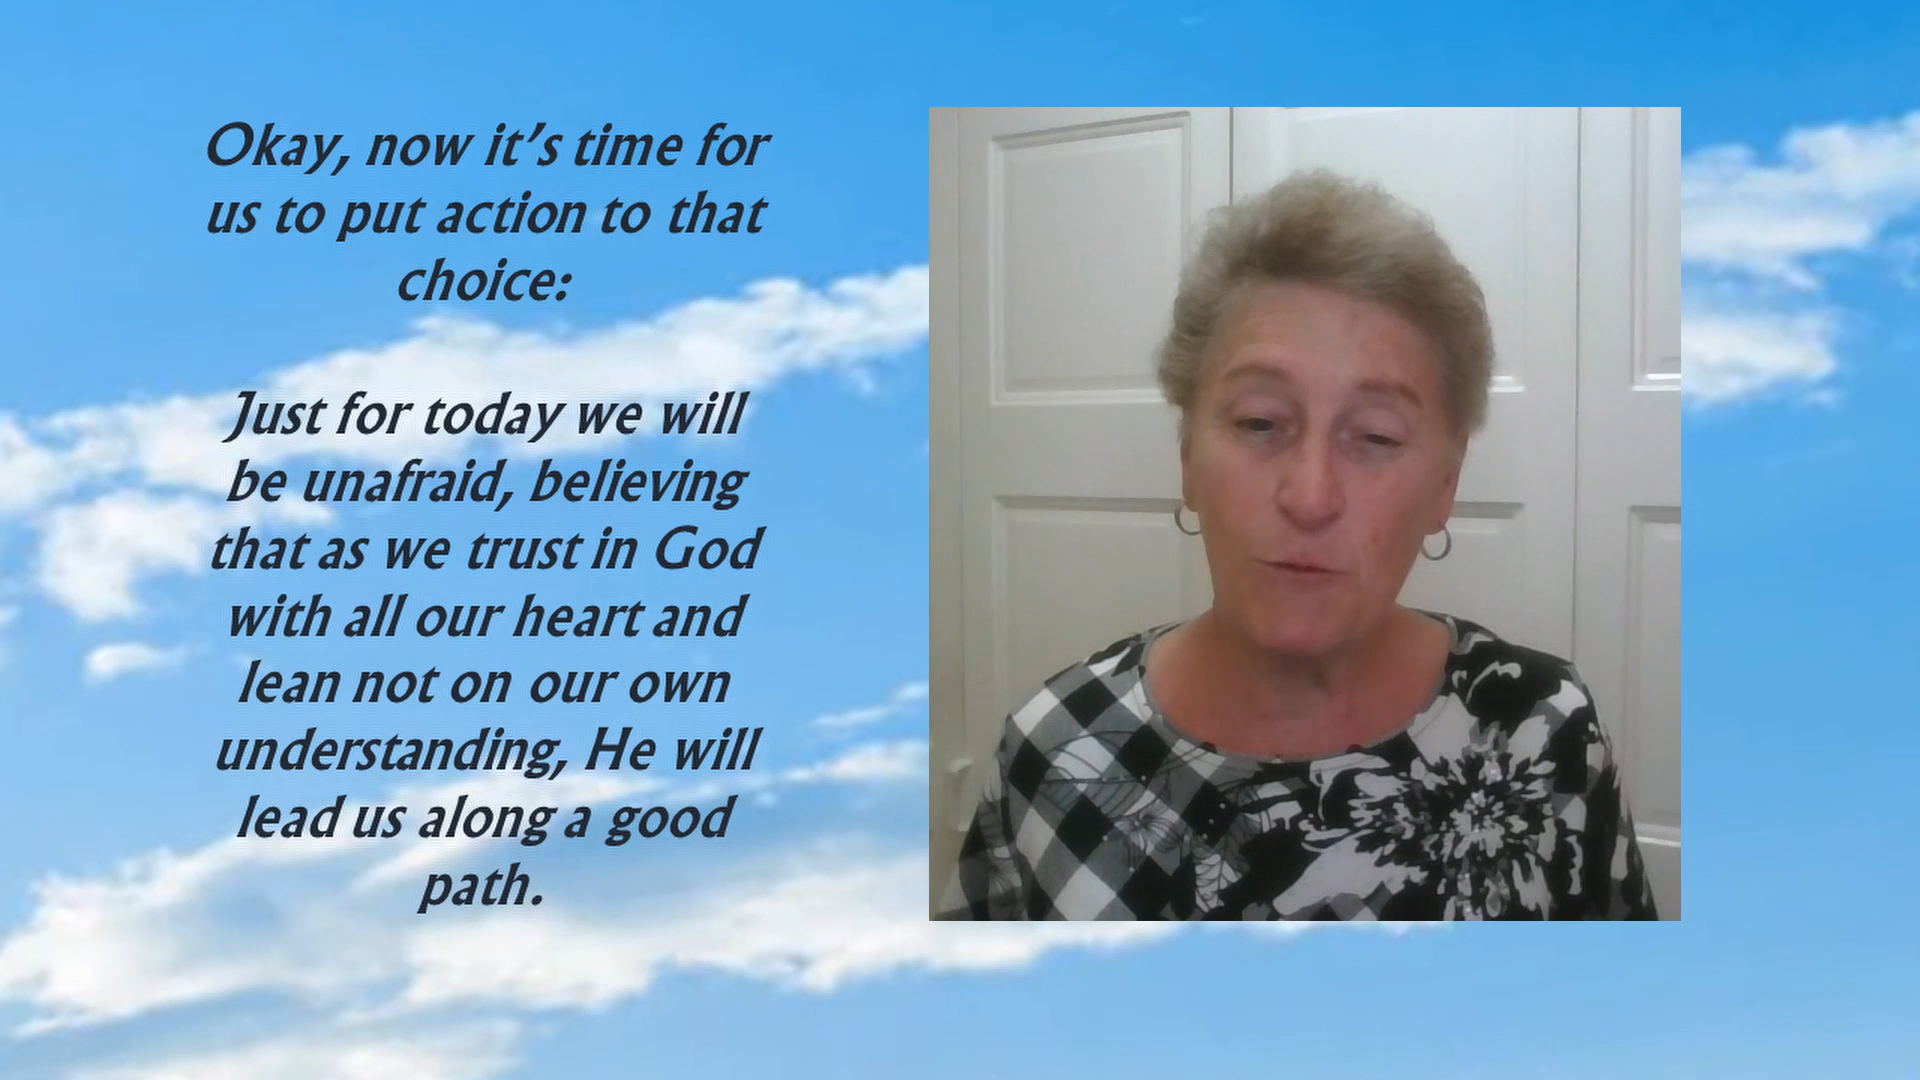 Okay, now it’s time for
us to put action to that
choice:
Just for today we will
be unafraid, believing
that as we trust in God
with all our heart and
lean not on our own
understanding, He will
lead us along a good
path.